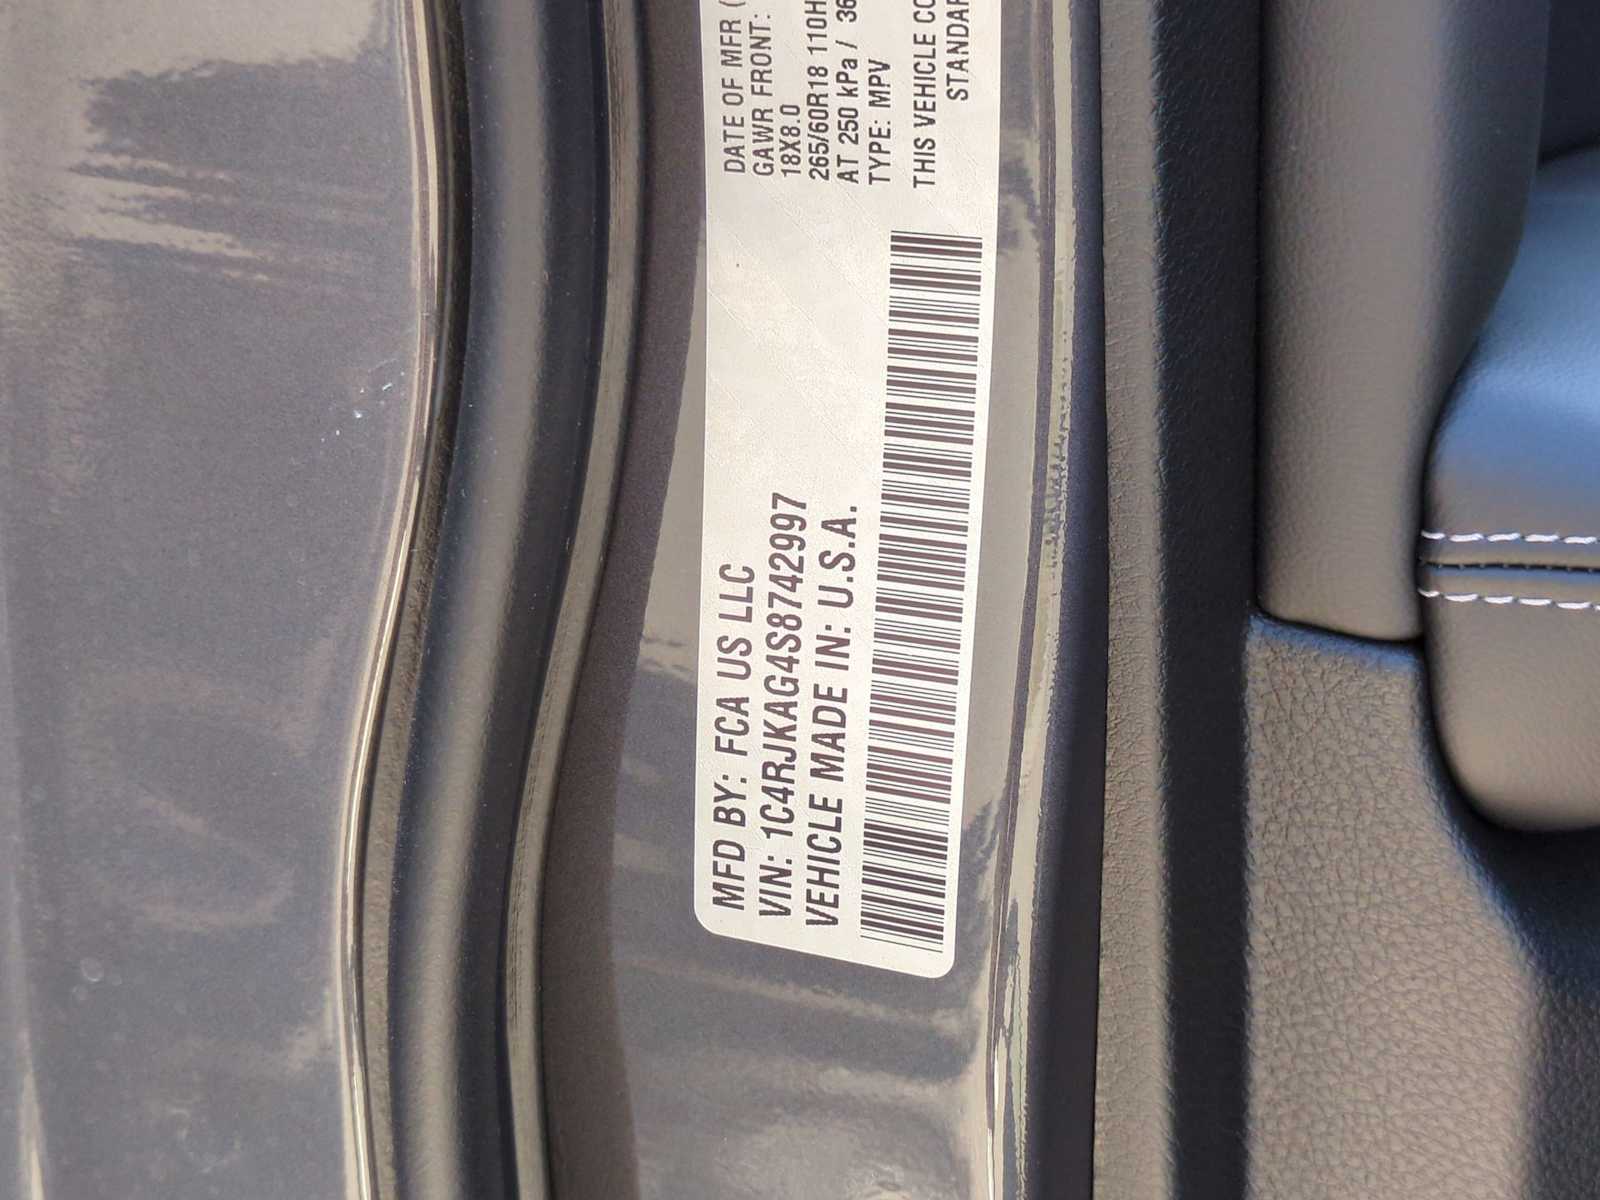 MFD BY: FCA US LLC
VIN: 1C4RJKAG4S8742997
VEHICLE MADE IN: U.S.A.
DATE OF MFR (
GAWR FRONT:
18X8.0
265/60R18 110H
AT 250 kPa / 36
TYPE: MPV
THIS VEHICLE CO
STANDAR